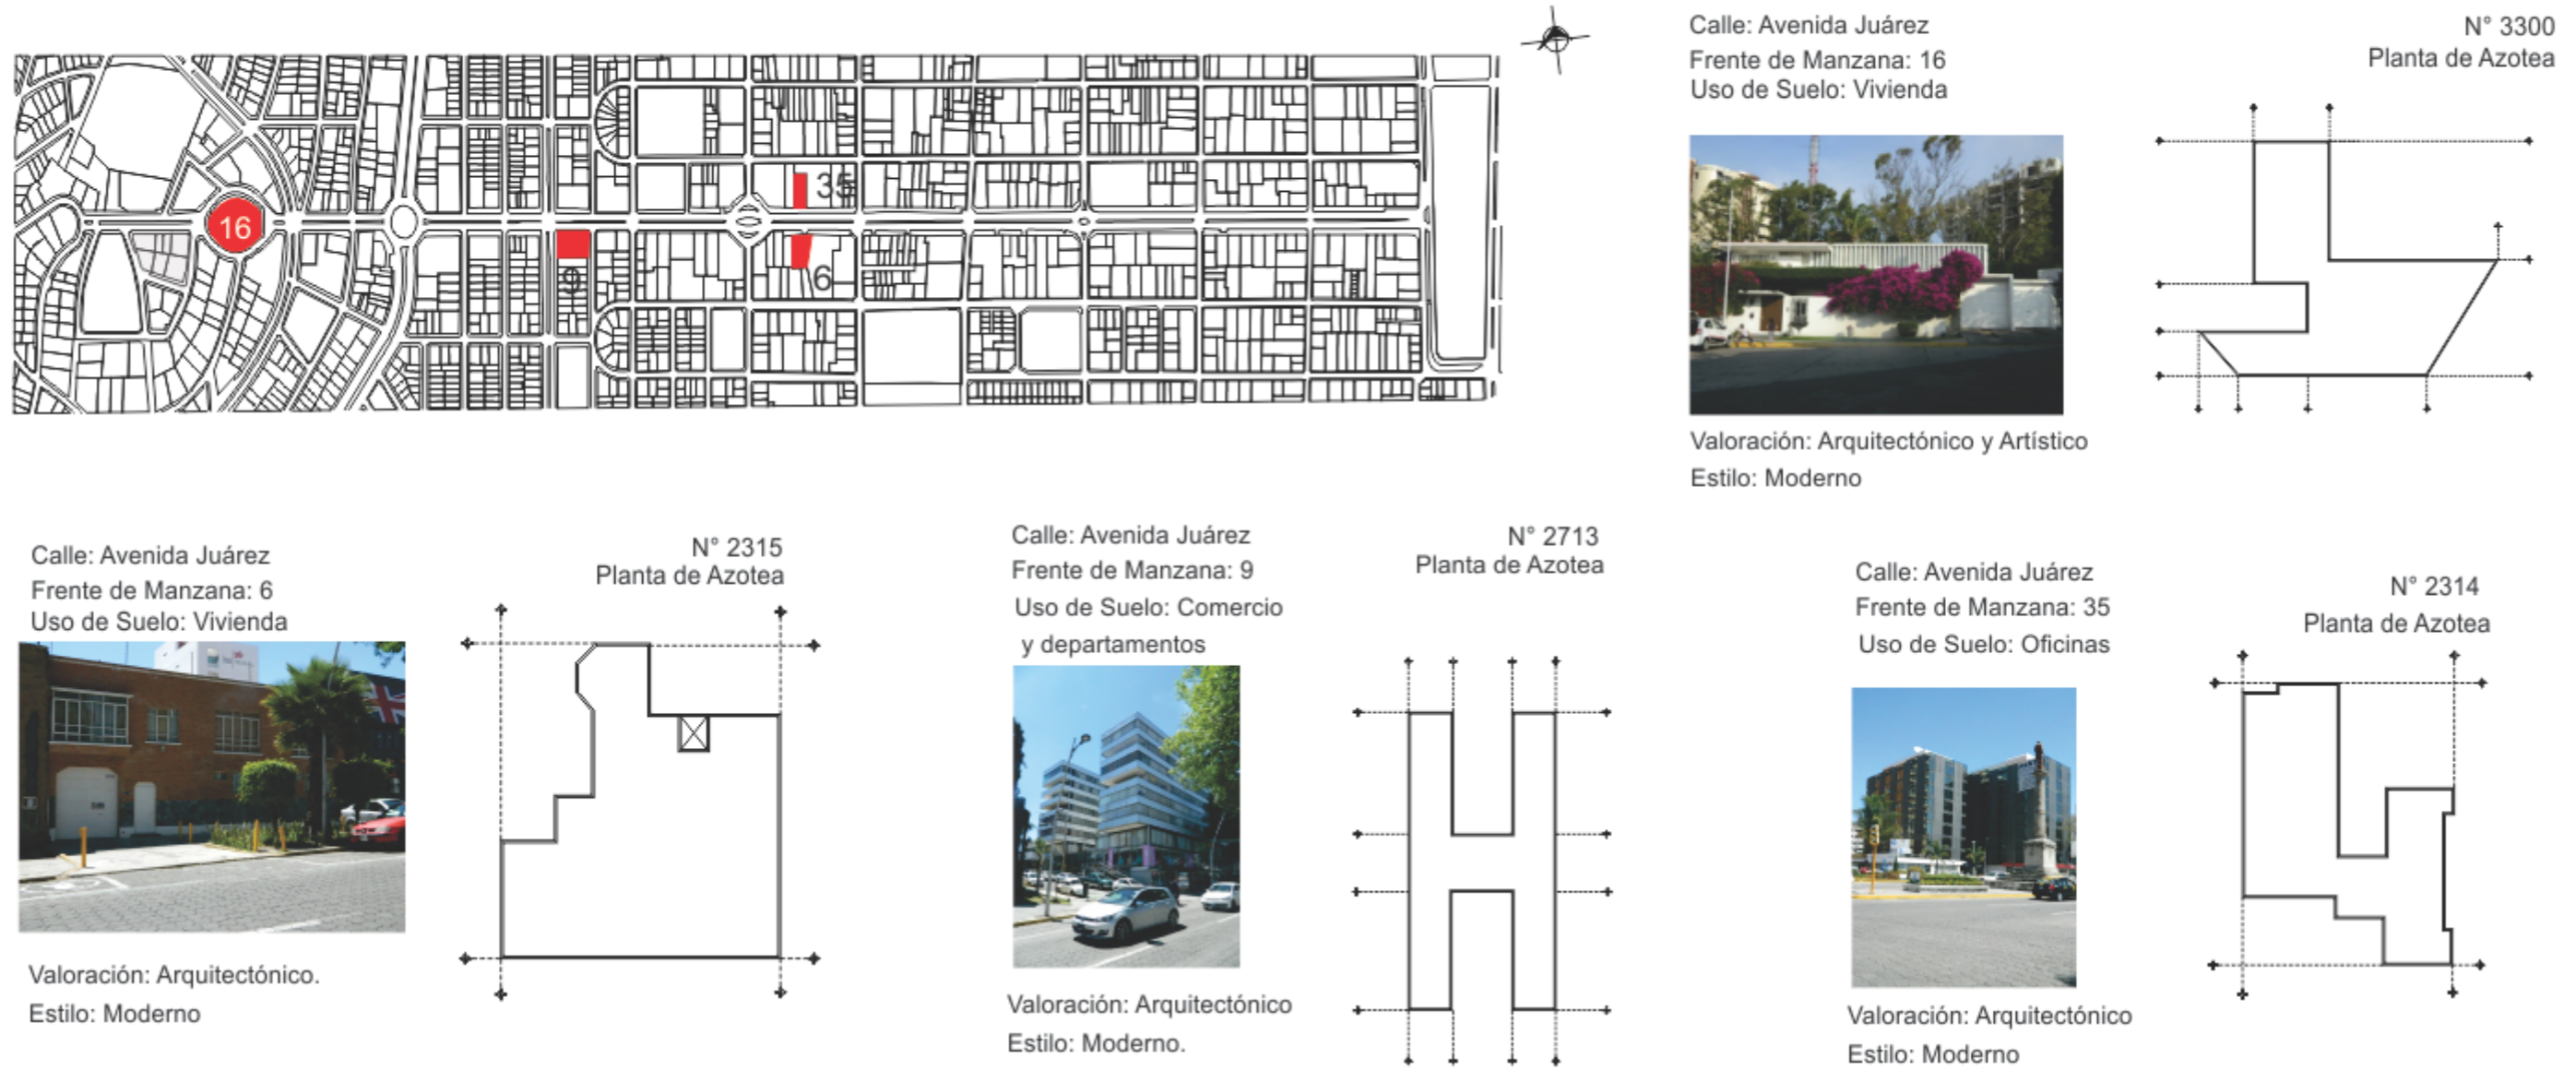 16
35
9
6
Calle: Avenida Juárez
Frente de Manzana: 16
Uso de Suelo: Vivienda
N° 3300
Planta de Azotea
Valoración: Arquitectónico y Artístico
Estilo: Moderno
Calle: Avenida Juárez
Frente de Manzana: 6
Uso de Suelo: Vivienda
N° 2315
Planta de Azotea
Valoración: Arquitectónico.
Estilo: Moderno
Calle: Avenida Juárez
Frente de Manzana: 9
Uso de Suelo: Comercio
y departamentos
N° 2713
Planta de Azotea
Valoración: Arquitectónico
Estilo: Moderno.
Calle: Avenida Juárez
Frente de Manzana: 35
Uso de Suelo: Oficinas
N° 2314
Planta de Azotea
Valoración: Arquitectónico
Estilo: Moderno